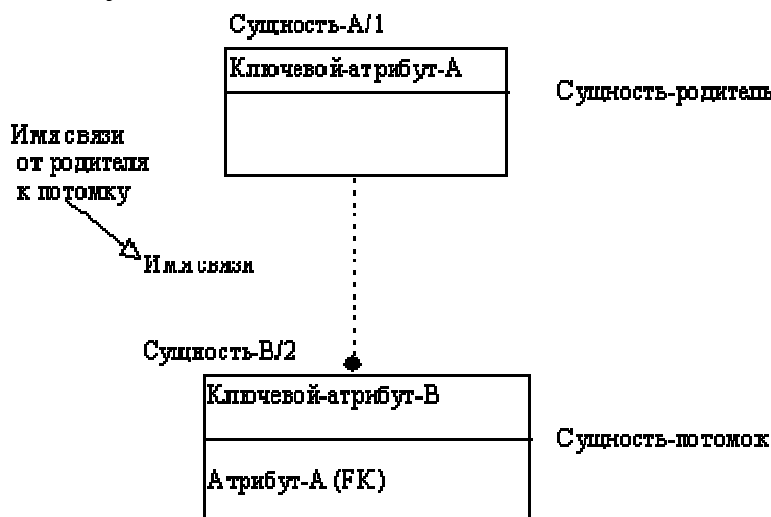 Сущность-A/1
Ключевой-атрибут-A
Сущность-родитель
Имя связи
от родителя
к потомку
Имя связи
Сущность-B/2
Ключевой-атрибут-B
Сущность-потомок
Атрибут-A (FK)